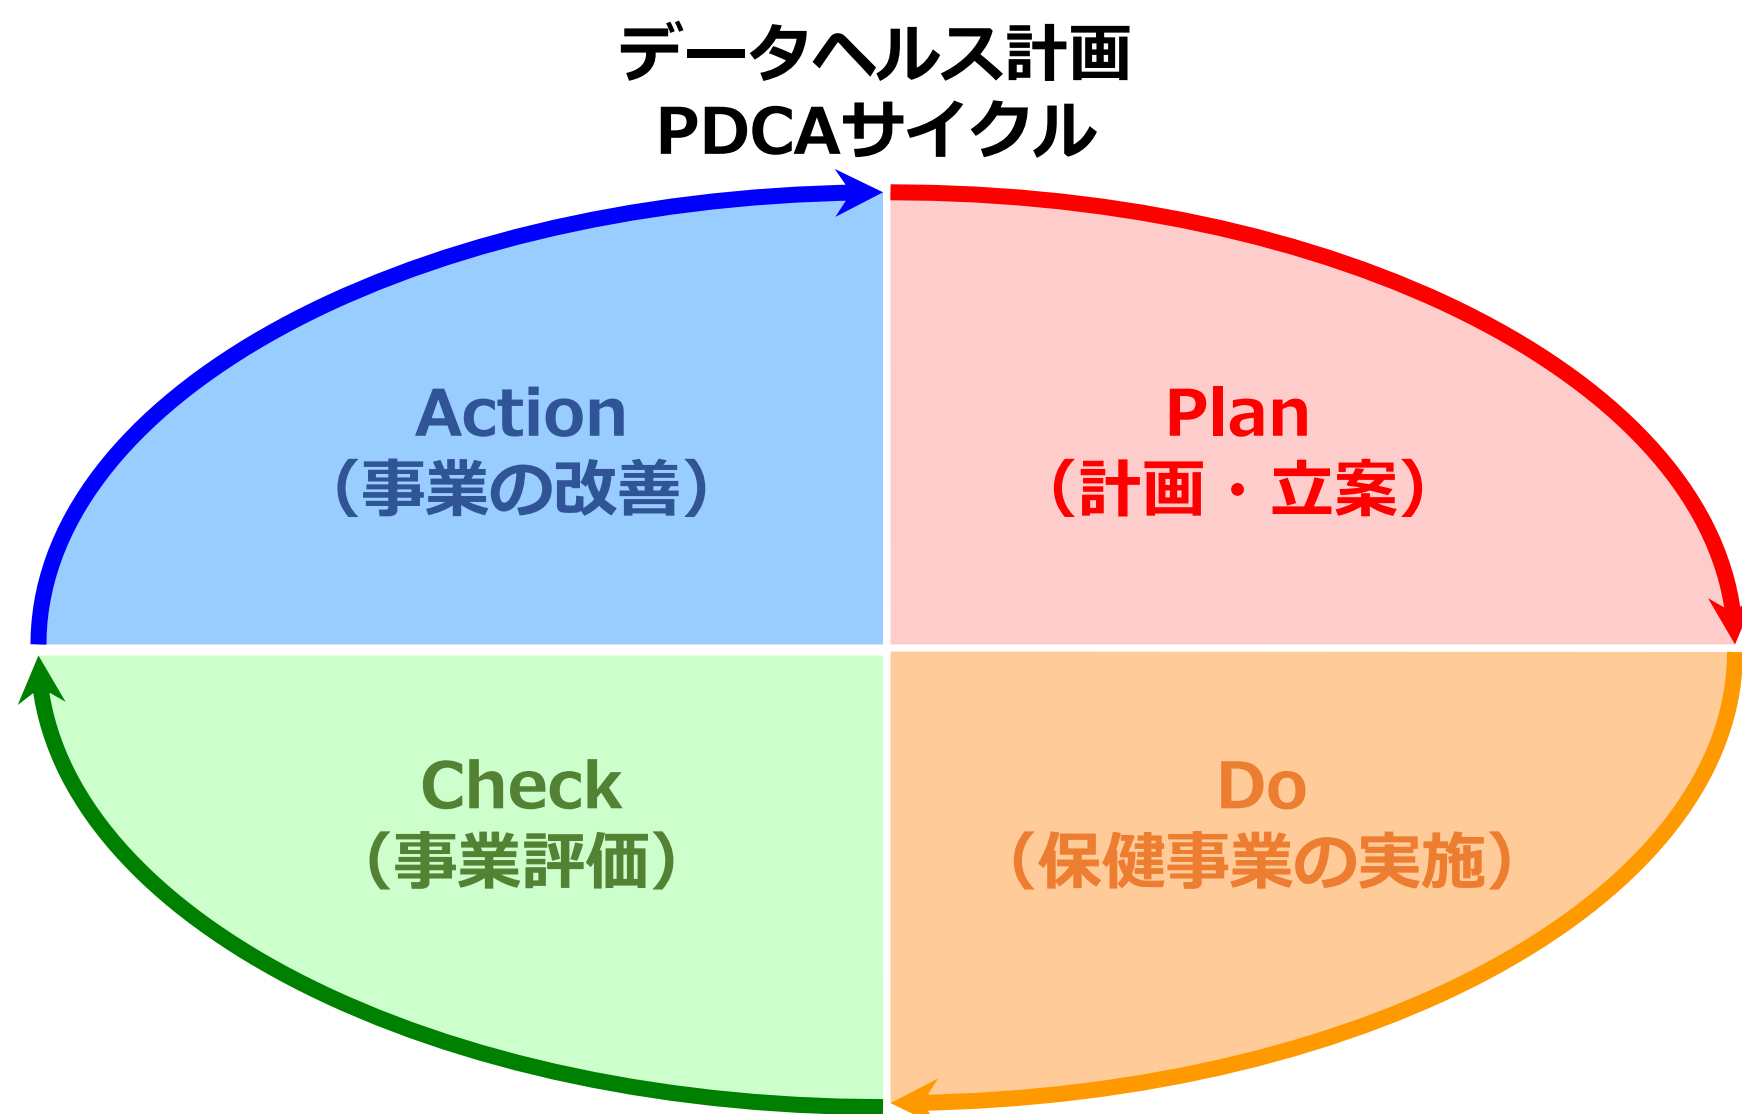 データヘルス計画
PDCAサイクル
Action
（事業の改善）
Plan
（計画・立案）
Check
（事業評価）
Do
（保健事業の実施）